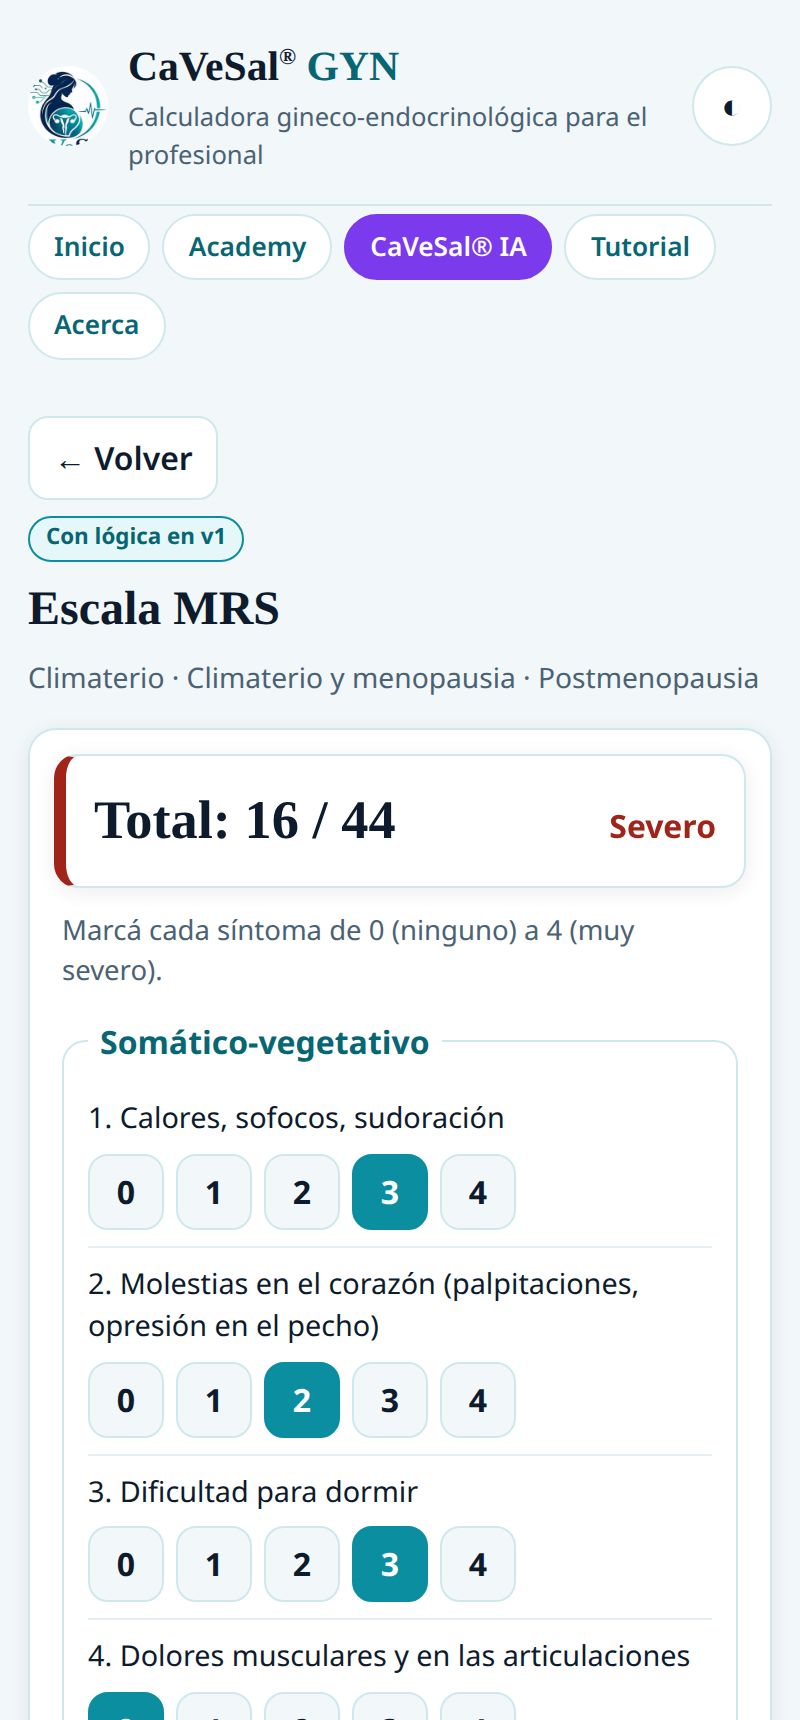 CaVeSal® GYN
Calculadora gineco-endocrinológica para el
profesional
Inicio
Academy
CaVeSal® IA
Tutorial
Acerca
← Volver
Con lógica en v1
Escala MRS
Climaterio · Climaterio y menopausia · Postmenopausia
Total: 16 / 44
Severo
Marcá cada síntoma de 0 (ninguno) a 4 (muy
severo).
Somático-vegetativo
1. Calores, sofocos, sudoración
0 1 2 3 4
2. Molestias en el corazón (palpitaciones,
opresión en el pecho)
0 1 2 3 4
3. Dificultad para dormir
0 1 2 3 4
4. Dolores musculares y en las articulaciones